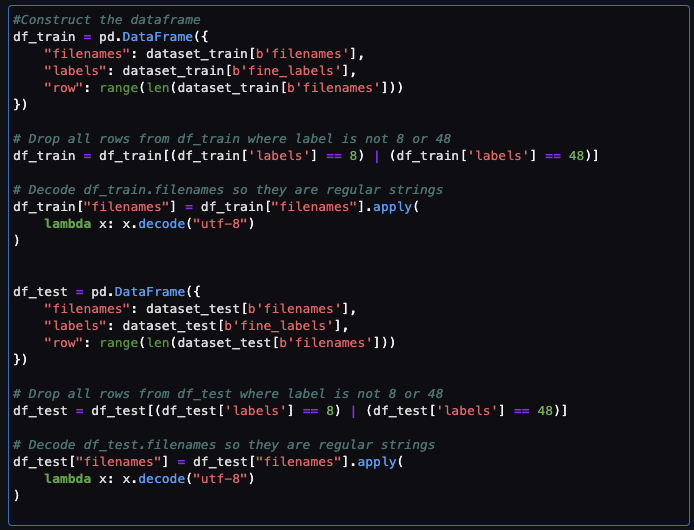 #Construct the dataframe
df_train = pd.DataFrame({
    "filenames": dataset_train[b'filenames'],
    "labels": dataset_train[b'fine_labels'],
    "row": range(len(dataset_train[b'filenames']))
})

# Drop all rows from df_train where label is not 8 or 48
df_train = df_train[(df_train['labels'] == 8) | (df_train['labels'] == 48)]

# Decode df_train.filenames so they are regular strings
df_train["filenames"] = df_train["filenames"].apply(
    lambda x: x.decode("utf-8")
)


df_test = pd.DataFrame({
    "filenames": dataset_test[b'filenames'],
    "labels": dataset_test[b'fine_labels'],
    "row": range(len(dataset_test[b'filenames']))
})

# Drop all rows from df_test where label is not 8 or 48
df_test = df_test[(df_test['labels'] == 8) | (df_test['labels'] == 48)]

# Decode df_test.filenames so they are regular strings
df_test["filenames"] = df_test["filenames"].apply(
    lambda x: x.decode("utf-8")
)